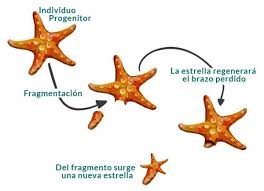 Individuo
Progenitor
Fragmentación
La estrella regenerará
el brazo perdido
Del fragmento surge
una nueva estrella